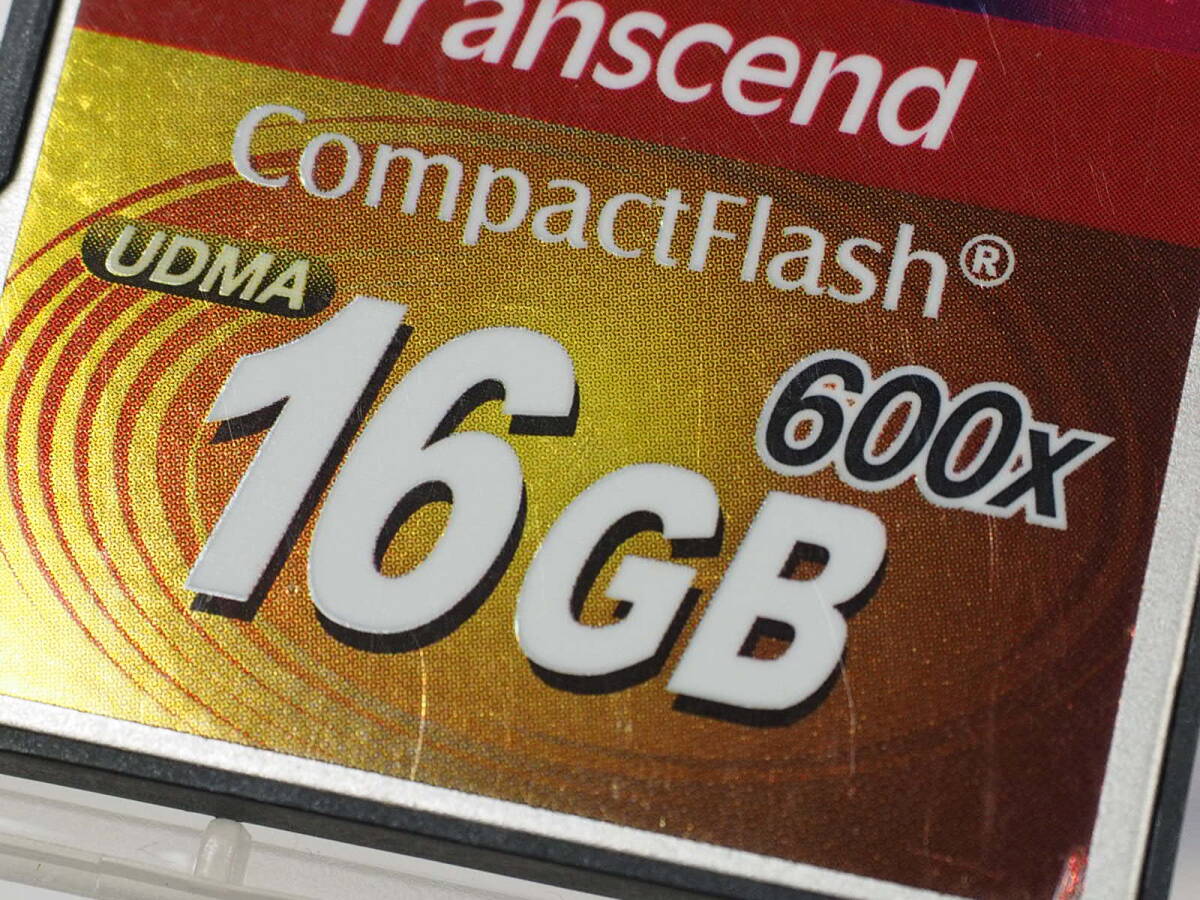 Transcend
CompactFlash®
UDMA
16GB
600x